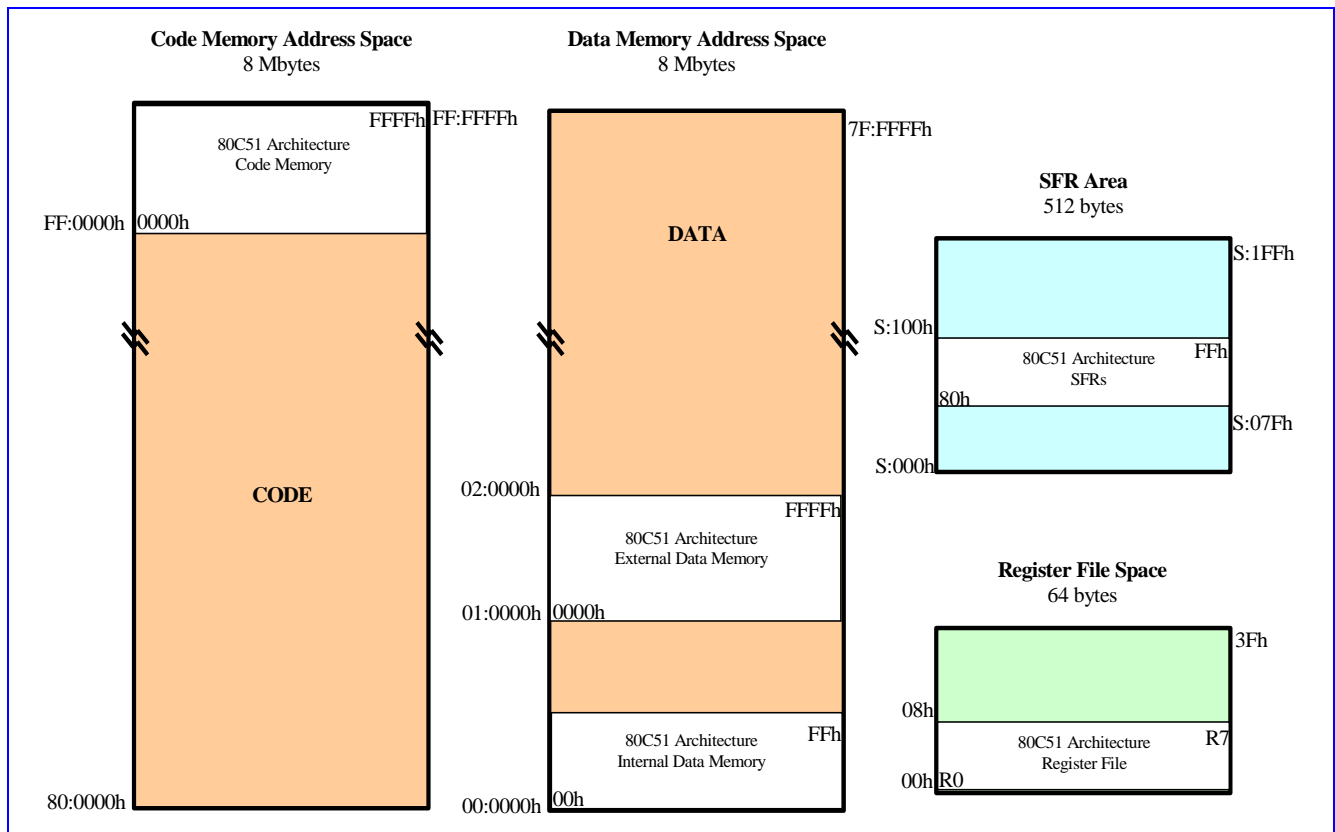 Code Memory Address Space
8 Mbytes
FFFFh
FF:FFFFh
80C51 Architecture
Code Memory
FF:0000h
0000h
CODE
80:0000h
Data Memory Address Space
8 Mbytes
7F:FFFFh
DATA
02:0000h
FFFFh
80C51 Architecture
External Data Memory
01:0000h
0000h
80C51 Architecture
Internal Data Memory
FFh
00:0000h
00h
SFR Area
512 bytes
S:1FFh
S:100h
FFh
80C51 Architecture
SFRs
80h
S:07Fh
S:000h
Register File Space
64 bytes
3Fh
08h
R7
80C51 Architecture
Register File
00h
R0